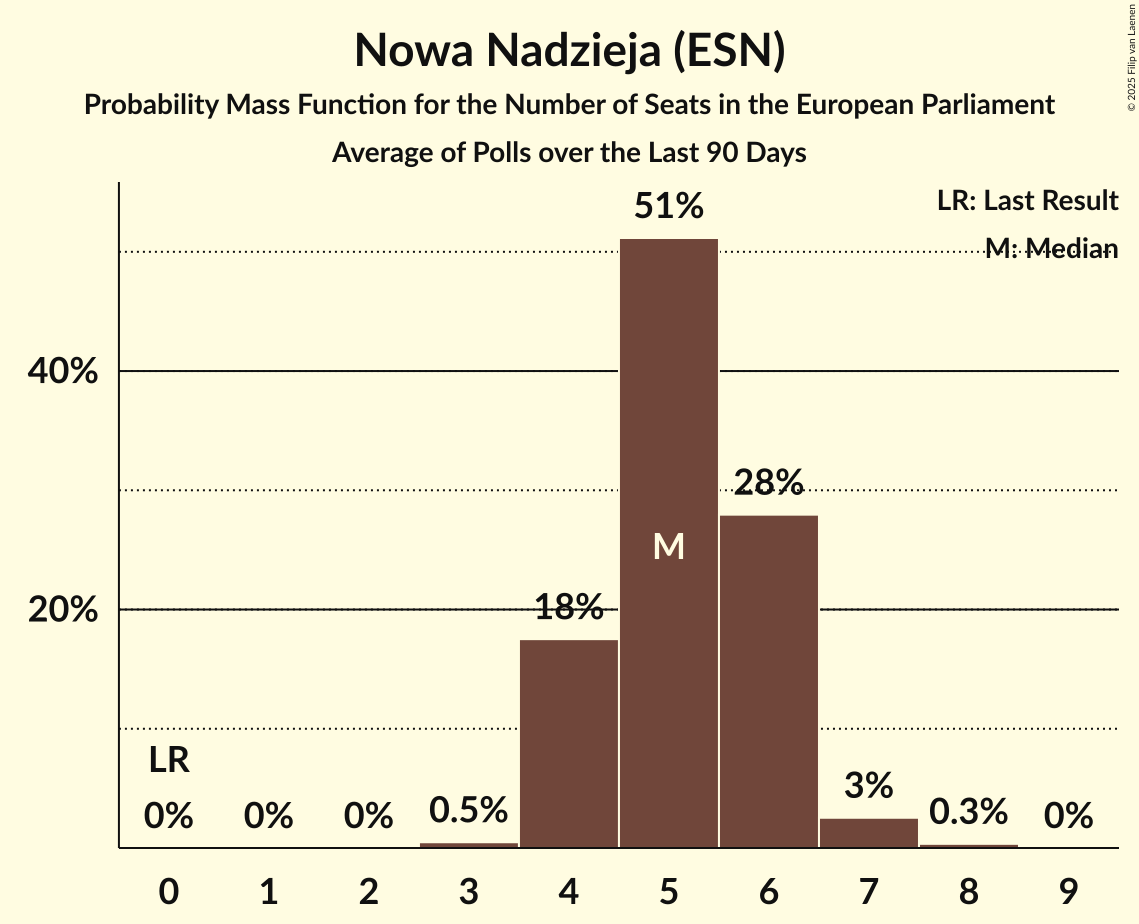 Nowa Nadzieja (ESN)
Probability Mass Function for the Number of Seats in the European Parliament
Average of Polls over the Last 90 Days
© 2025 Filip van Laenen
LR: Last Result
M: Median
51%
40%
28%
M
20%
18%
LR
0% 0% 0% 0.5% 3% 0.3% 0%
0 1 2 3 4 5 6 7 8 9